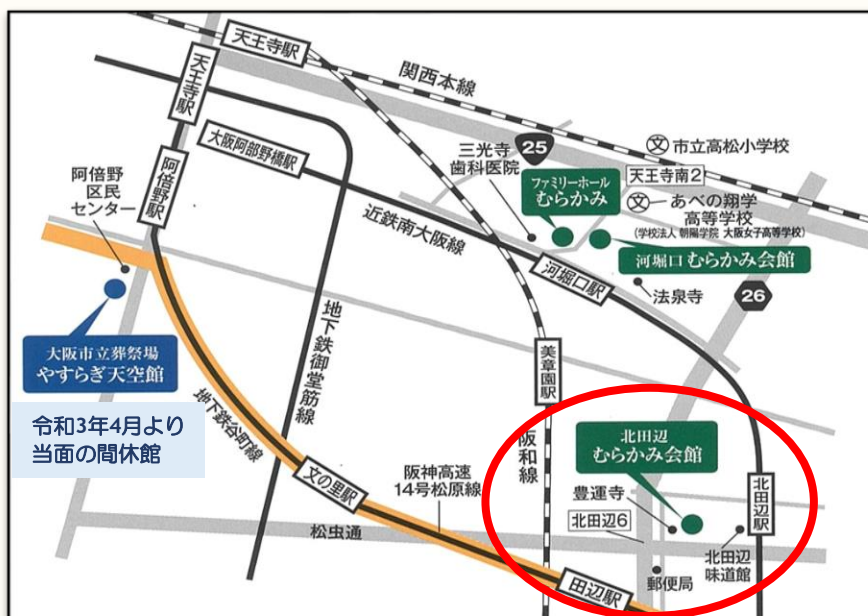 天王寺駅
関西本線
天王寺駅
大阪阿部野橋駅
三光寺
歯科医院
25
文 市立高松小学校
天王寺南2
ファミリーホール
むらかみ
文 あべの翔学
高等学校
(学校法人 朝陽学院 大阪女子高等学校)
阿倍野
区民
センター
阿倍野駅
近鉄南大阪線
河堀口 むらかみ会館
河堀口駅
法泉寺
26
大阪市立葬祭場
やすらぎ天空館
地下鉄御堂筋線
美章園駅
令和3年4月より
当面の間休館
地下鉄谷町線
阪和線
北田辺
むらかみ会館
文の里駅
阪神高速
14号松原線
豊運寺
北田辺駅
北田辺6
松虫通
北田辺
味道館
田辺駅
郵便局